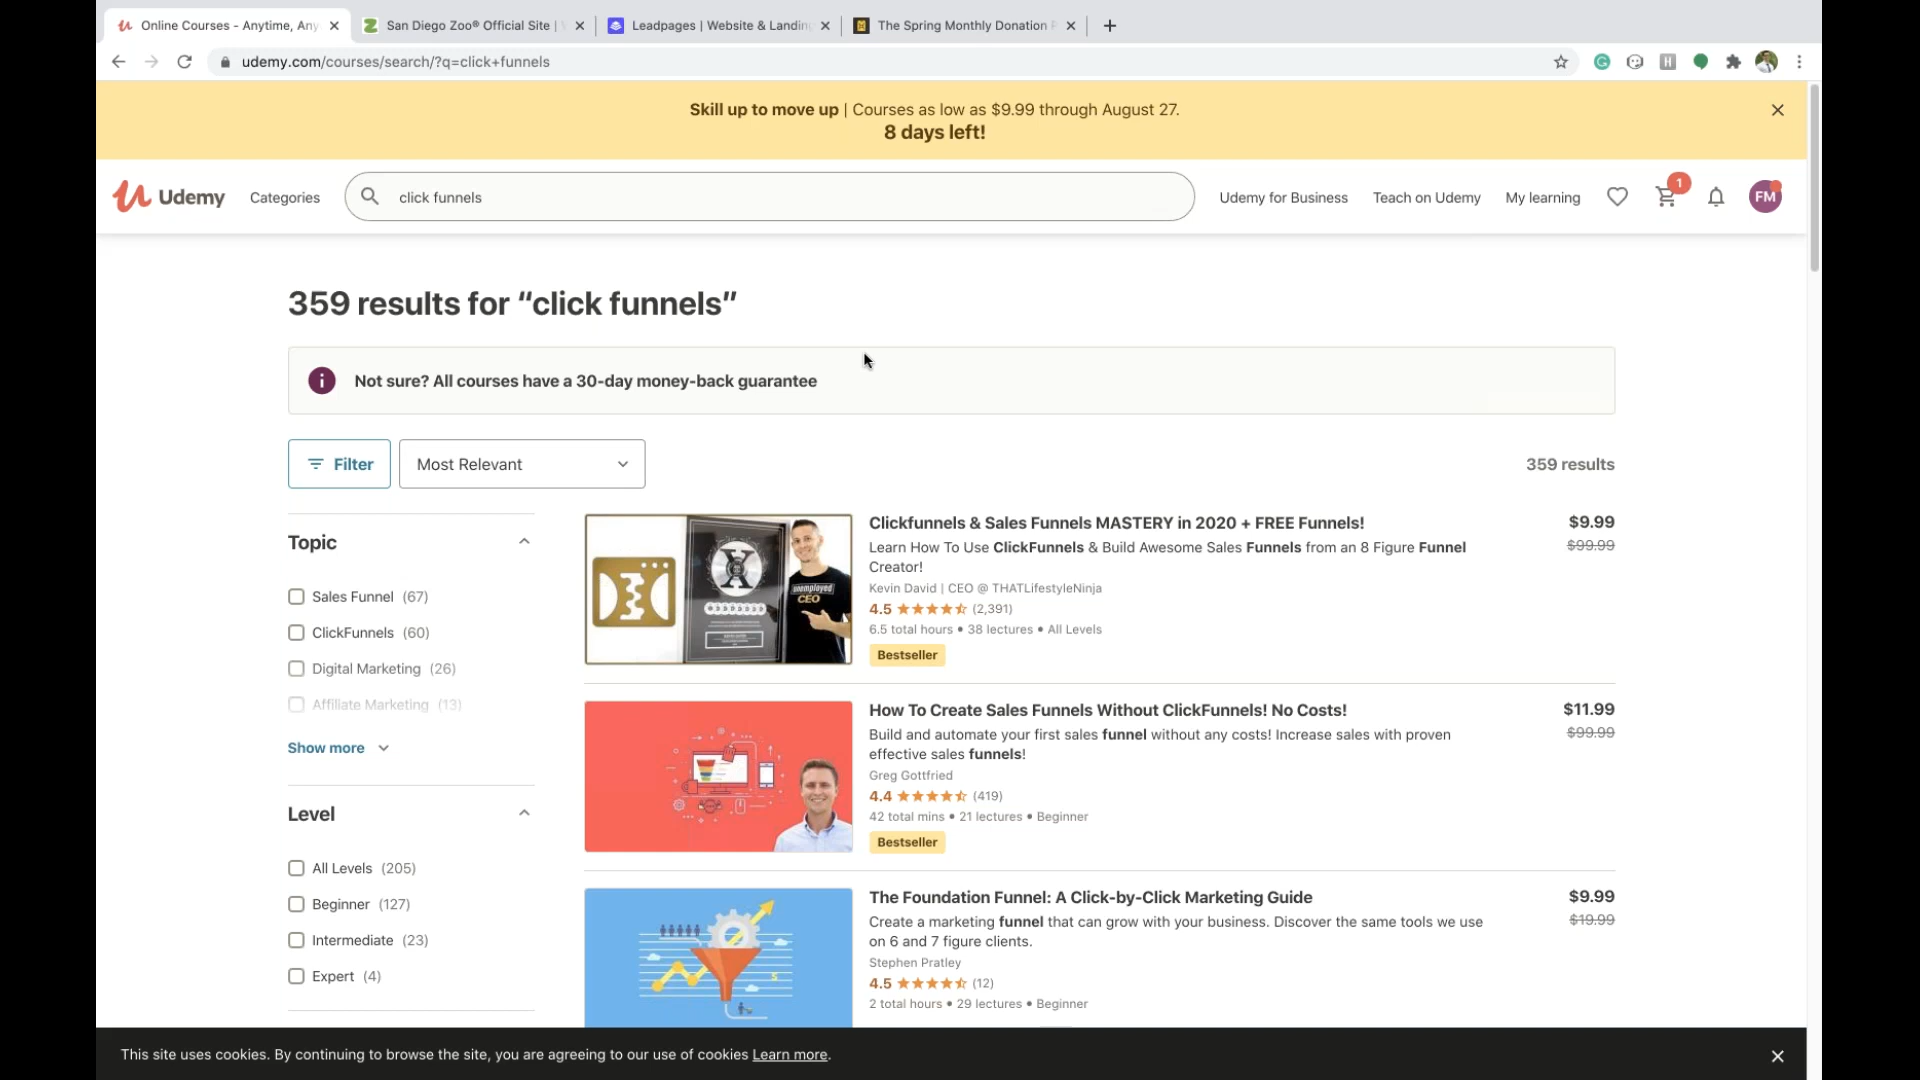 Online Courses - Anytime, Any
San Diego Zoo® Official Site |
Leadpages | Website & Landing
The Spring Monthly Donation P
udemy.com/courses/search/?q=click+funnels
Skill up to move up | Courses as low as $9.99 through August 27.
8 days left!
Udemy
Categories
click funnels
Udemy for Business
Teach on Udemy
My learning
1
FM
359 results for “click funnels”
Not sure? All courses have a 30-day money-back guarantee
Filter
Most Relevant
359 results
Topic
Sales Funnel (67)
ClickFunnels (60)
Digital Marketing (26)
Affiliate Marketing (13)
Show more
Level
All Levels (205)
Beginner (127)
Intermediate (23)
Expert (4)
X
unemployed
CEO
Clickfunnels & Sales Funnels MASTERY in 2020 + FREE Funnels!
Learn How To Use ClickFunnels & Build Awesome Sales Funnels from an 8 Figure Funnel
Creator!
Kevin David | CEO @ THATLifestyleNinja
4.5 (2,391)
6.5 total hours • 38 lectures • All Levels
Bestseller
$9.99
$99.99
How To Create Sales Funnels Without ClickFunnels! No Costs!
Build and automate your first sales funnel without any costs! Increase sales with proven
effective sales funnels!
Greg Gottfried
4.4 (419)
42 total mins • 21 lectures • Beginner
Bestseller
$11.99
$99.99
The Foundation Funnel: A Click-by-Click Marketing Guide
Create a marketing funnel that can grow with your business. Discover the same tools we use
on 6 and 7 figure clients.
Stephen Pratley
4.5 (12)
2 total hours • 29 lectures • Beginner
$9.99
$19.99
This site uses cookies. By continuing to browse the site, you are agreeing to our use of cookies Learn more.